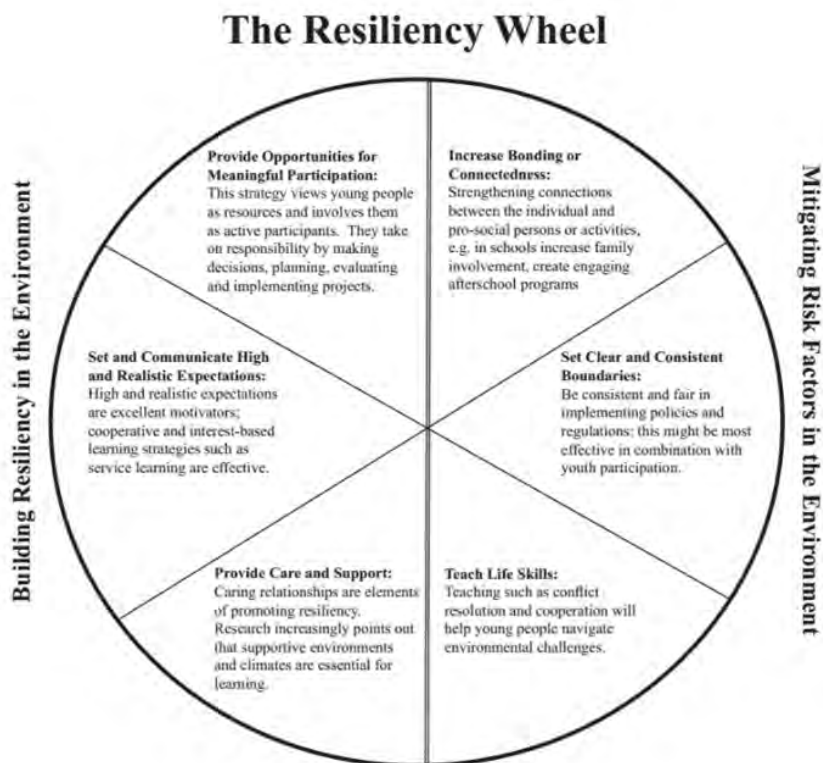 The Resiliency Wheel
Building Resiliency in the Environment
Provide Opportunities for
Meaningful Participation:
This strategy views young people
as resources and involves them
as active participants. They take
on responsibility by making
decisions, planning, evaluating
and implementing projects.
Increase Bonding or
Connectedness:
Strengthening connections
between the individual and
pro-social persons or activities,
e.g. in schools increase family
involvement, create engaging
afterschool programs
Set and Communicate High
and Realistic Expectations:
High and realistic expectations
are excellent motivators;
cooperative and interest-based
learning strategies such as
service learning are effective.
Set Clear and Consistent
Boundaries:
Be consistent and fair in
implementing policies and
regulations; this might be most
effective in combination with
youth participation.
Provide Care and Support:
Caring relationships are elements
of promoting resiliency.
Research increasingly points out
that supportive environments
and climates are essential for
learning.
Teach Life Skills:
Teaching such as conflict
resolution and cooperation will
help young people navigate
environmental challenges.
Mitigating Risk Factors in the Environment